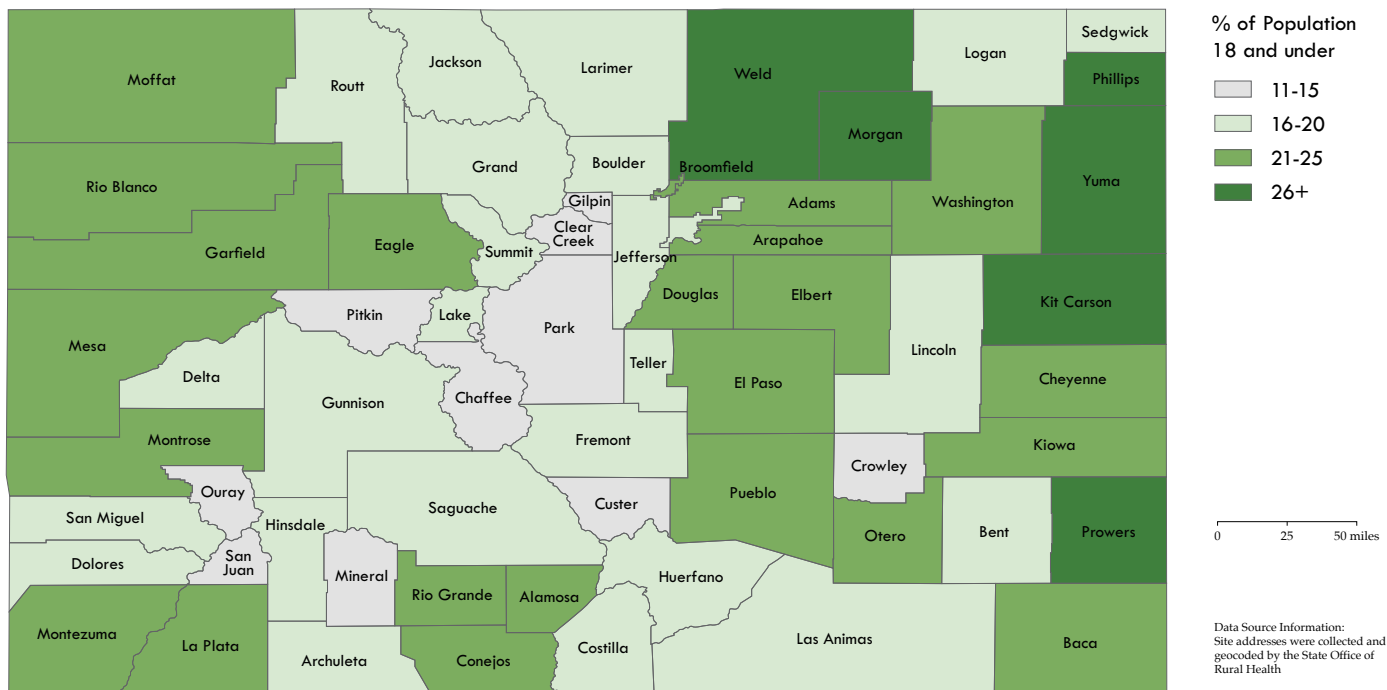 % of Population
18 and under
11-15
16-20
21-25
26+
Moffat
Routt
Jackson
Larimer
Weld
Logan
Sedgwick
Phillips
Morgan
Rio Blanco
Grand
Boulder
Broomfield
Yuma
Gilpin
Adams
Washington
Garfield
Eagle
Summit
Clear
Creek
Jefferson
Arapahoe
Douglas
Elbert
Kit Carson
Mesa
Pitkin
Lake
Park
Lincoln
Delta
Teller
El Paso
Cheyenne
Gunnison
Chaffee
Montrose
Fremont
Kiowa
Crowley
Ouray
Custer
Pueblo
San Miguel
Hinsdale
Saguache
Otero
Bent
Prowers
Dolores
San
Juan
Mineral
Huerfano
Rio Grande
Alamosa
Montezuma
La Plata
Archuleta
Conejos
Costilla
Las Animas
Baca
0 25 50 miles
Data Source Information:
Site addresses were collected and
geocoded by the State Office of
Rural Health